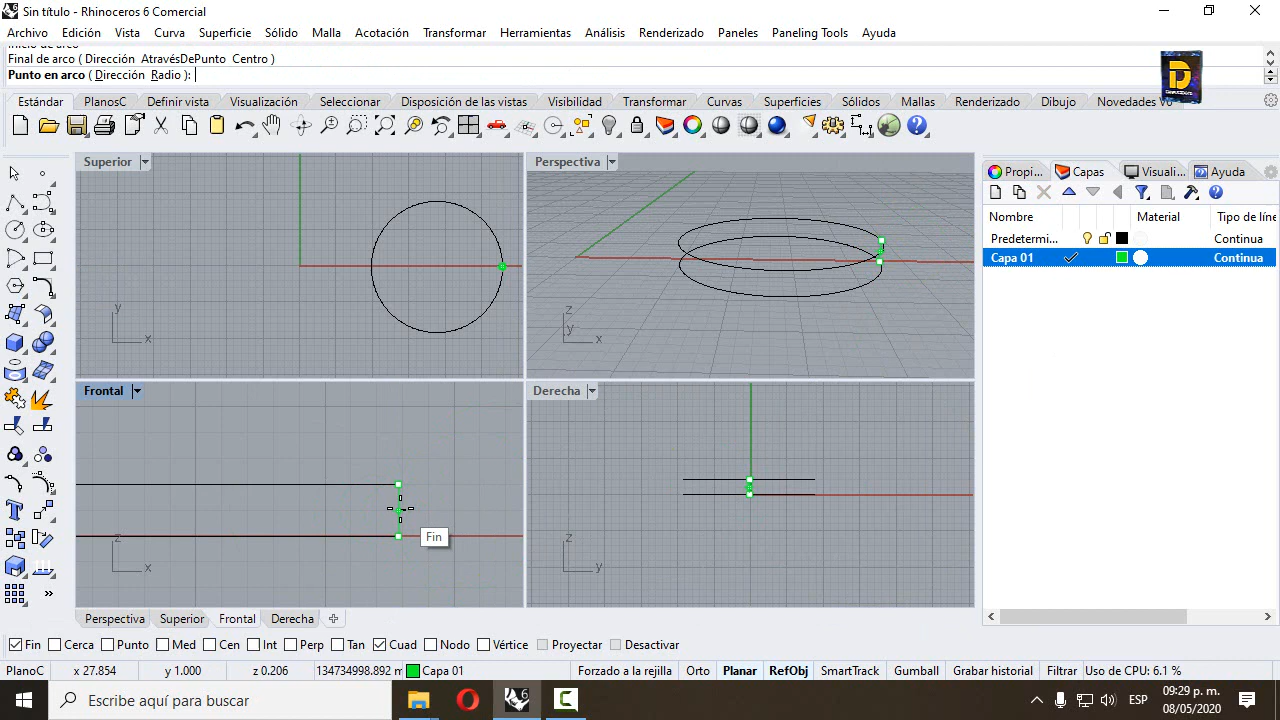 Sin título - Rhinoceros 6 Comercial
Archivo Edición Vista Curva Superficie Sólido Malla Acotación Transformar Herramientas Análisis Renderizado Paneles Paneling Tools Ayuda
Inicio de arco
Final de arco ( Dirección AtravésDePunto Centro )
Punto en arco ( Dirección Radio ):
Estándar PlanosC Definir vista Visualización Seleccionar Disposición vistas Visibilidad Transformar Superficies Sólidos Renderizado Dibujo Novedades
Superior
Perspectiva
Propi... Capas Visuali... Ayuda
Nombre Material Tipo de líne
Predetermi... Continua
Capa 01 Continua
y
x
z
y
x
Frontal
Derecha
Fin
z
x
z
y
Perspectiva Superior Frontal Derecha
Fin Cerca Punto Med Cen Int Perp Tan Cuad Nodo Vértice Proyectar Desactivar
PlanoC x 27.854 y 1.000 z 0.206 134734998.892 m Capa 01 Forzado a la rejilla Orto Planar RefObj SmartTrack Gumball Grabar historial Filtrar Uso de CPU: 6.1 %
Escribe aquí para buscar
ESP
09:29 p. m.
08/05/2020